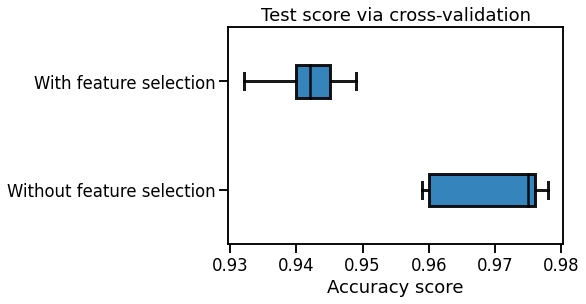 Test score via cross-validation
With feature selection
Without feature selection
0.93 0.94 0.95 0.96 0.97 0.98
Accuracy score